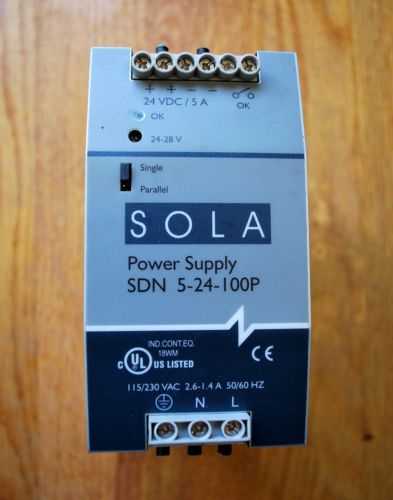 + + – –
24 VDC / 5 A
OK
OK
24-28 V
Single
Parallel
SOLA
Power Supply
SDN 5-24-100P
IND.CONT.EQ.
18WM
C UL US LISTED
CE
115/230 VAC 2.6-1.4 A 50/60 HZ
N L